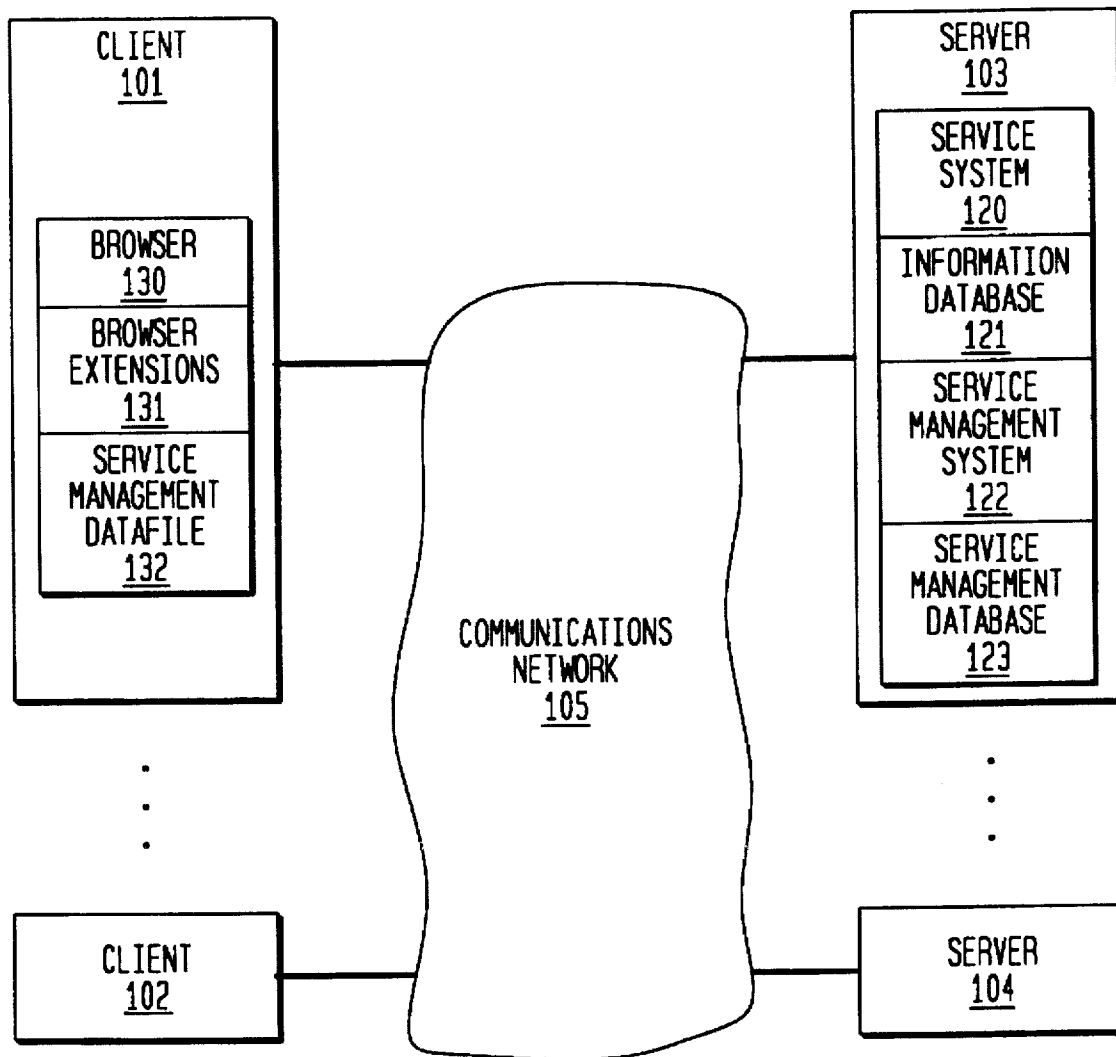 CLIENT
101
BROWSER
130
BROWSER
EXTENSIONS
131
SERVICE
MANAGEMENT
DATAFILE
132
COMMUNICATIONS
NETWORK
105
SERVER
103
SERVICE
SYSTEM
120
INFORMATION
DATABASE
121
SERVICE
MANAGEMENT
SYSTEM
122
SERVICE
MANAGEMENT
DATABASE
123
CLIENT
102
SERVER
104